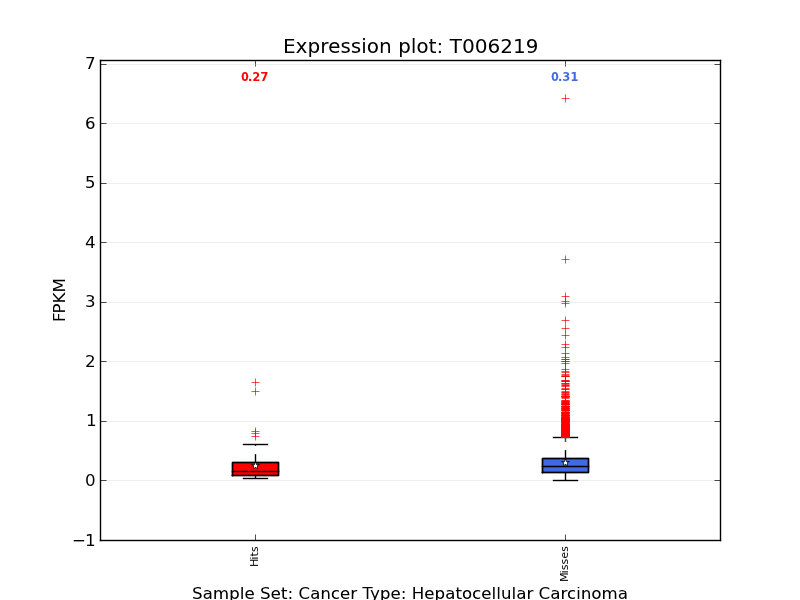 Expression plot: T006219
7
0.27
0.31
6
5
4
FPKM
3
2
1
0
−1
Hits
Misses
Sample Set: Cancer Type: Hepatocellular Carcinoma